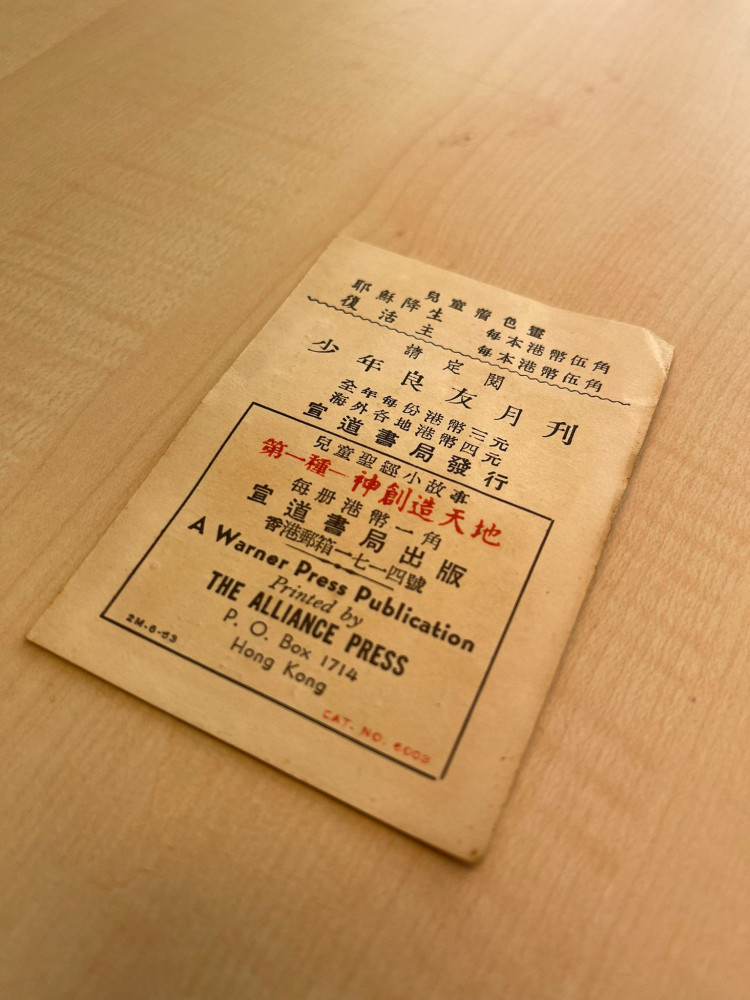 兒童着色畫
耶穌降生 每本港幣伍角
復活主 每本港幣伍角
請定閱
少年良友月刊
全年每份港幣三元
海外各地港幣四元
宣道書局發行
兒童聖經小故事
第一種—神創造天地
每册港幣一角
宣道書局出版
香港郵箱一七一四號
A Warner Press Publication
Printed by
THE ALLIANCE PRESS
P. O. Box 1714
Hong Kong
2M-6-53
CAT. NO. 6003